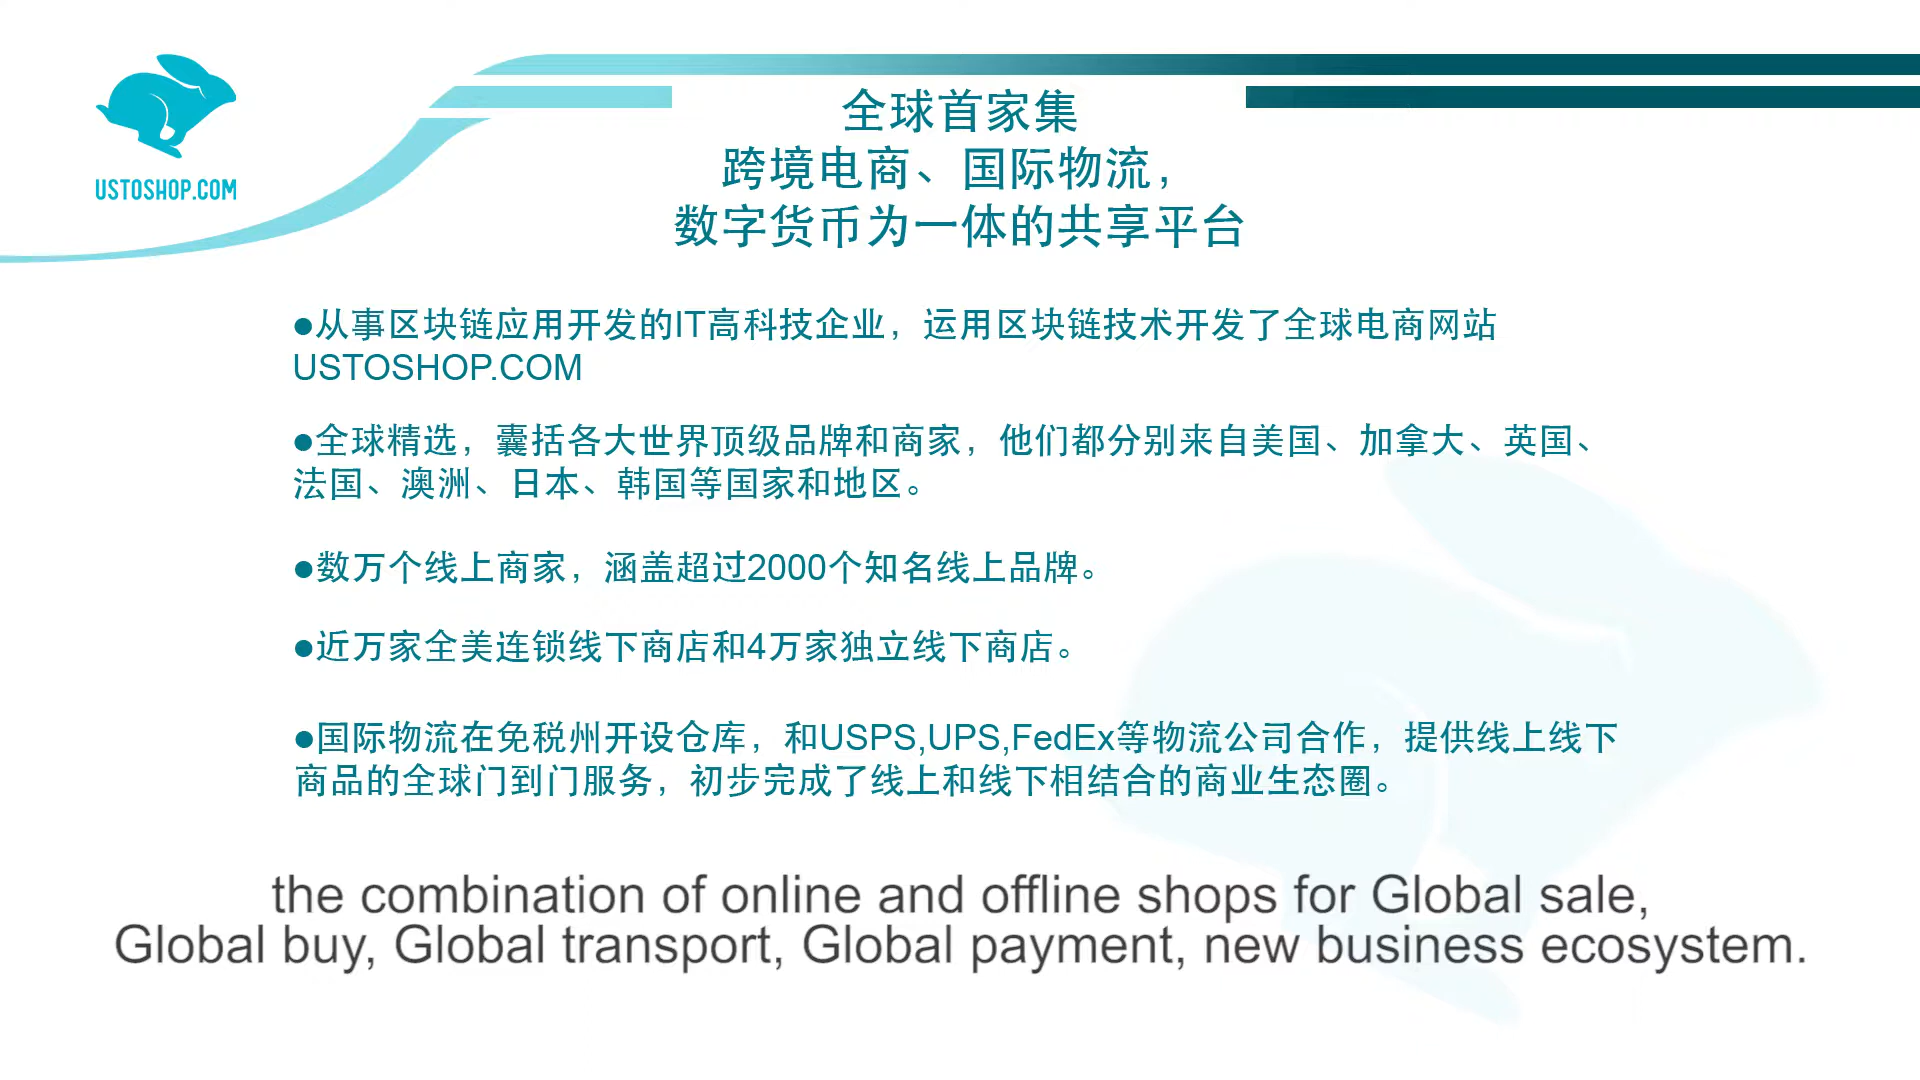 USTOSHOP.COM
全球首家集
跨境电商、国际物流，
数字货币为一体的共享平台
●从事区块链应用开发的IT高科技企业，运用区块链技术开发了全球电商网站
USTOSHOP.COM
●全球精选，囊括各大世界顶级品牌和商家，他们都分别来自美国、加拿大、英国、
法国、澳洲、日本、韩国等国家和地区。
●数万个线上商家，涵盖超过2000个知名线上品牌。
●近万家全美连锁线下商店和4万家独立线下商店。
●国际物流在免税州开设仓库，和USPS,UPS,FedEx等物流公司合作，提供线上线下
商品的全球门到门服务，初步完成了线上和线下相结合的商业生态圈。
the combination of online and offline shops for Global sale,
Global buy, Global transport, Global payment, new business ecosystem.